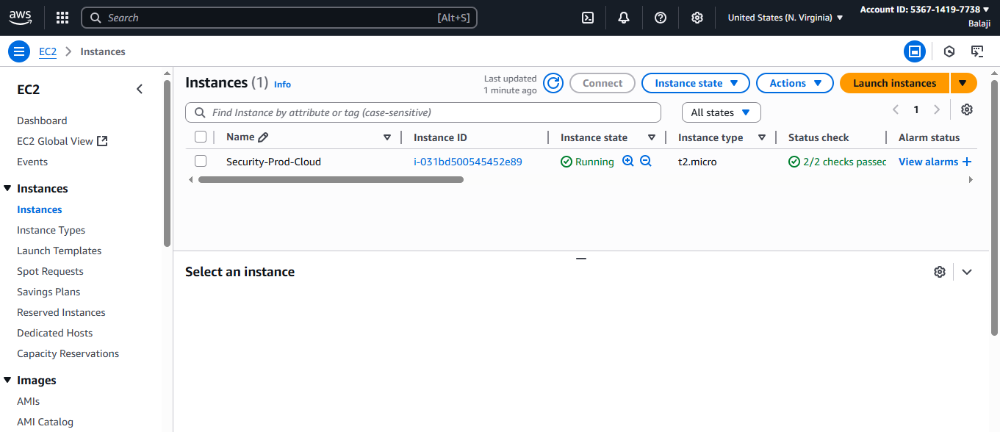 aws
Search [Alt+S]
United States (N. Virginia)
Account ID: 5367-1419-7738
Balaji
EC2 Instances
EC2
Dashboard
EC2 Global View
Events
Instances
Instances
Instance Types
Launch Templates
Spot Requests
Savings Plans
Reserved Instances
Dedicated Hosts
Capacity Reservations
Images
AMIs
AMI Catalog
Instances (1) Info
Last updated
1 minute ago
Connect
Instance state
Actions
Launch instances
Find Instance by attribute or tag (case-sensitive)
All states
1
Name Instance ID Instance state Instance type Status check Alarm status
Security-Prod-Cloud i-031bd500545452e89 Running t2.micro 2/2 checks passec View alarms +
Select an instance